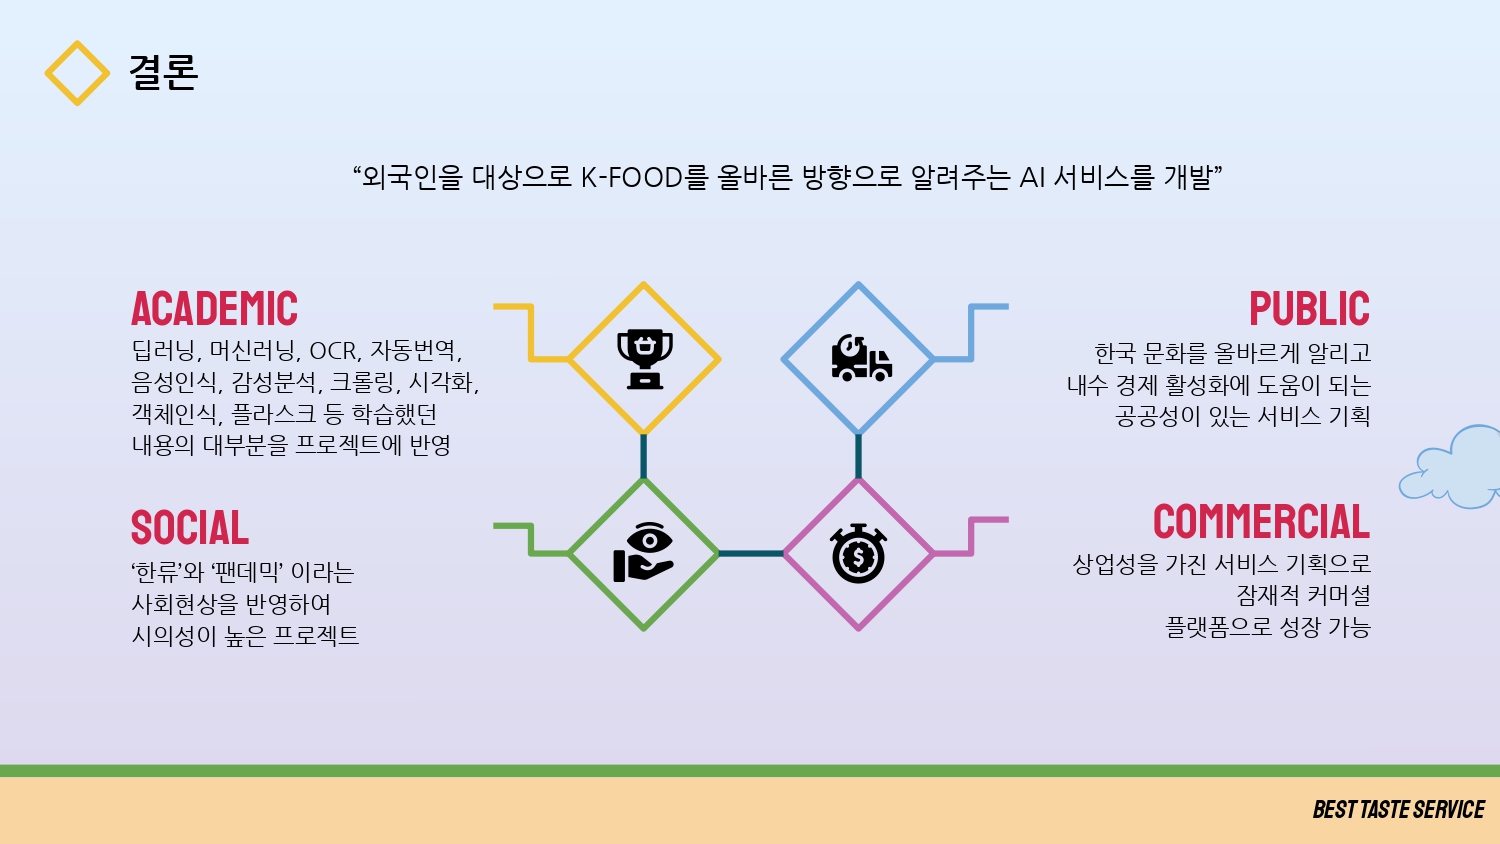 결론
“외국인을 대상으로 K-FOOD를 올바른 방향으로 알려주는 AI 서비스를 개발”
ACADEMIC
딥러닝, 머신러닝, OCR, 자동번역,
음성인식, 감성분석, 크롤링, 시각화,
객체인식, 플라스크 등 학습했던
내용의 대부분을 프로젝트에 반영
SOCIAL
‘한류’와 ‘팬데믹’ 이라는
사회현상을 반영하여
시의성이 높은 프로젝트
PUBLIC
한국 문화를 올바르게 알리고
내수 경제 활성화에 도움이 되는
공공성이 있는 서비스 기획
COMMERCIAL
상업성을 가진 서비스 기획으로
잠재적 커머셜
플랫폼으로 성장 가능
$
BEST TASTE SERVICE